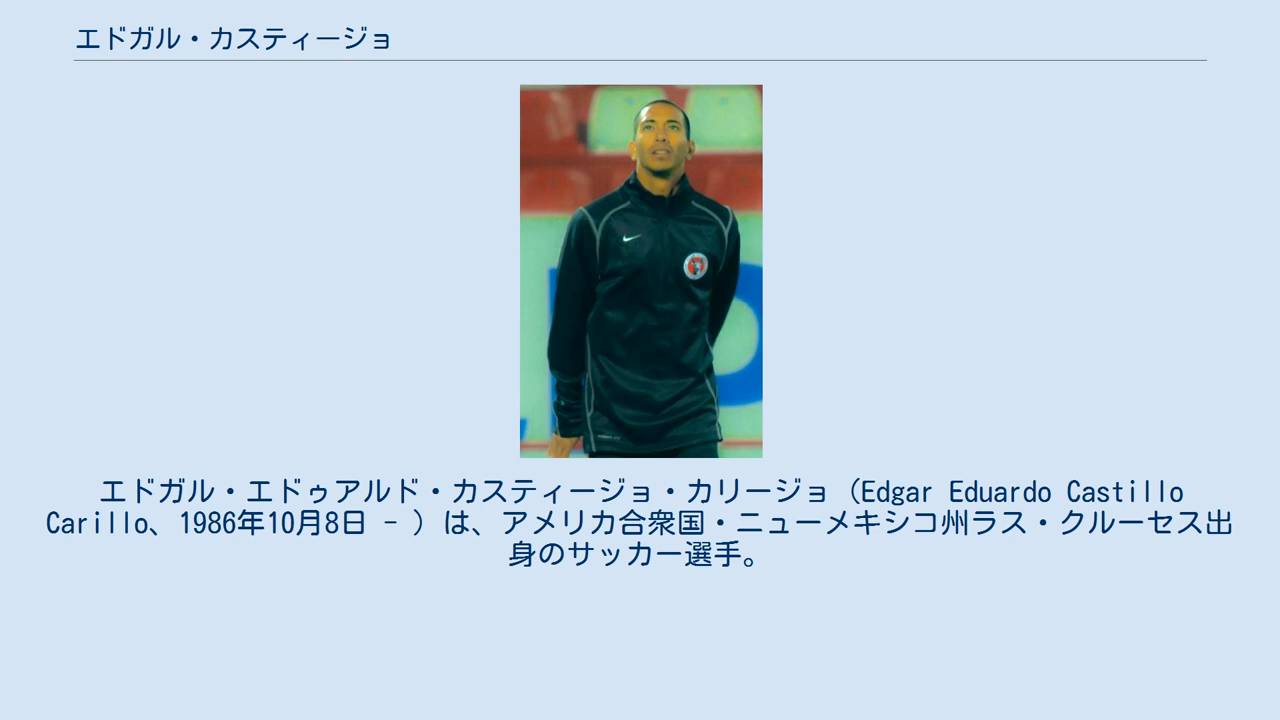 エドガル・カスティージョ
エドガル・エドゥアルド・カスティージョ・カリージョ（Edgar Eduardo Castillo
Carillo、1986年10月8日 - ）は、アメリカ合衆国・ニューメキシコ州ラス・クルーセス出
身のサッカー選手。